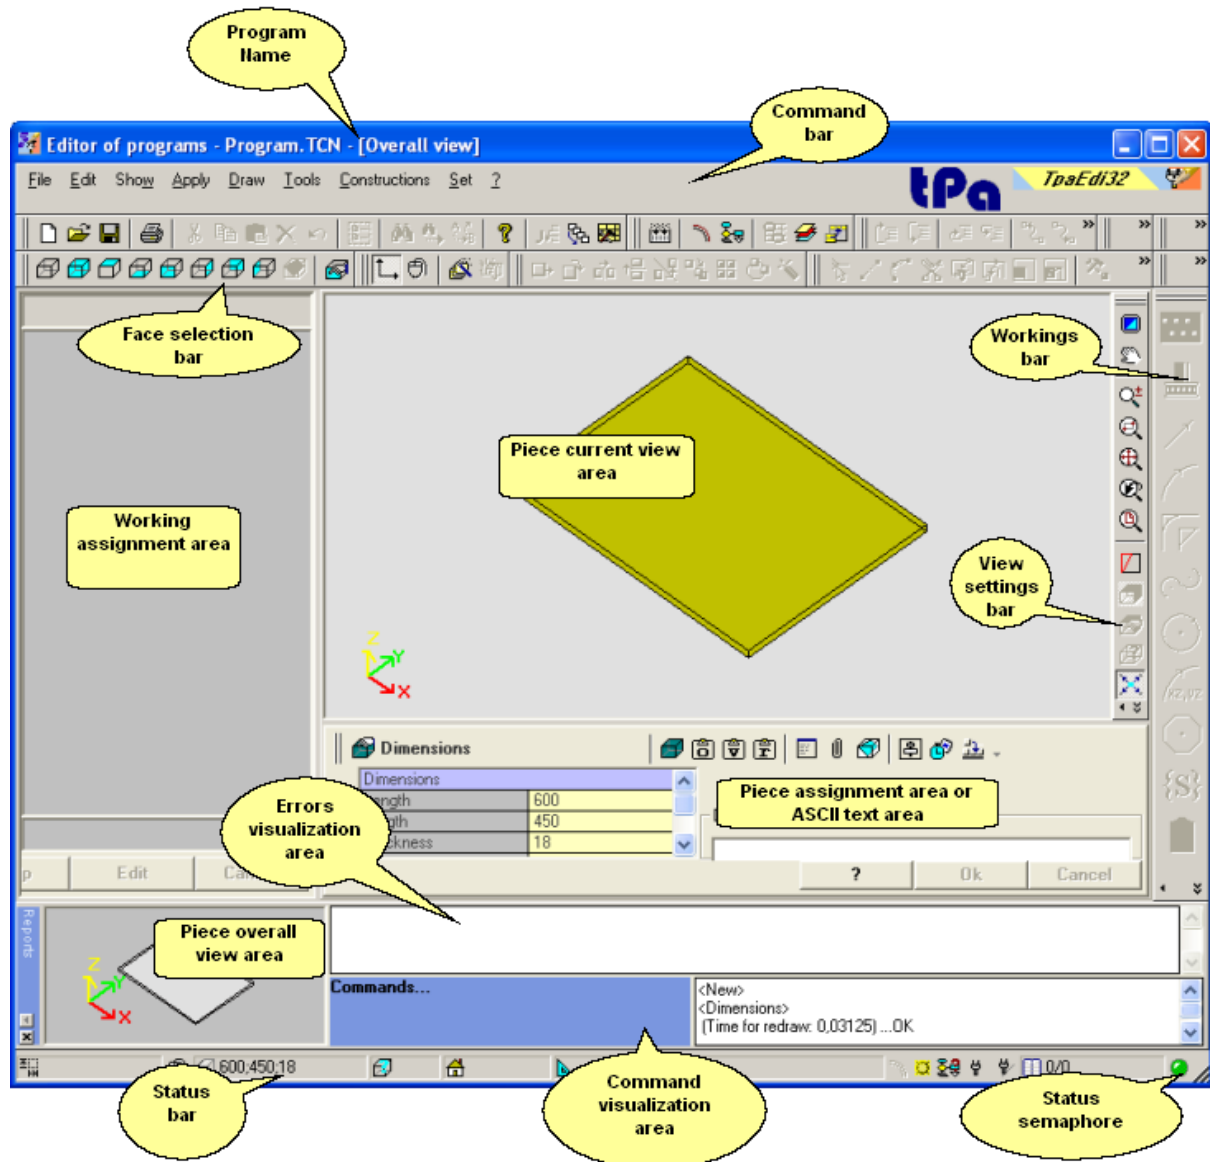 Program
Name
Command
bar
Editor of programs - Program.TCN - [Overall view]
File Edit Show Apply Draw Tools Constructions Set ?
tPa
TpaEdi32
Face selection
bar
Workings
bar
Piece current view
area
Working
assignment area
View
settings
bar
Z
Y
X
XZ,YZ
Dimensions
Dimensions
600
450
18
Piece assignment area or
ASCII text area
{S}
Errors
visualization
area
p Edit
? Ok Cancel
Reports
Piece overall
view area
Z
Y
X
Commands...
<New>
<Dimensions>
(Time for redraw: 0,03125) ...OK
600;450;18
0/0
Status
bar
Command
visualization
area
Status
semaphore